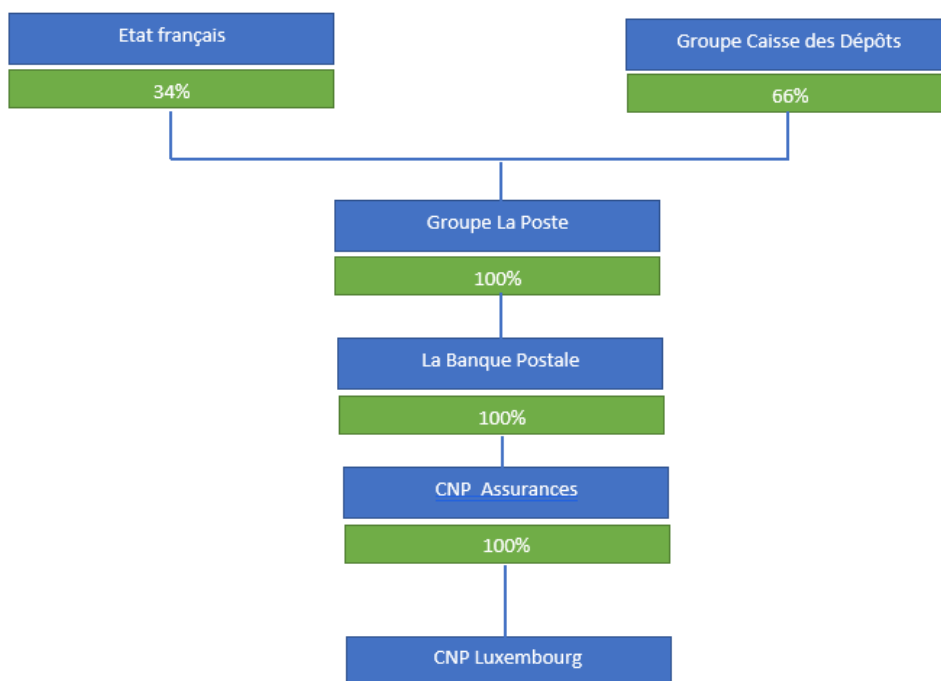 Etat français
34%
Groupe Caisse des Dépôts
66%
Groupe La Poste
100%
La Banque Postale
100%
CNP Assurances
100%
CNP Luxembourg